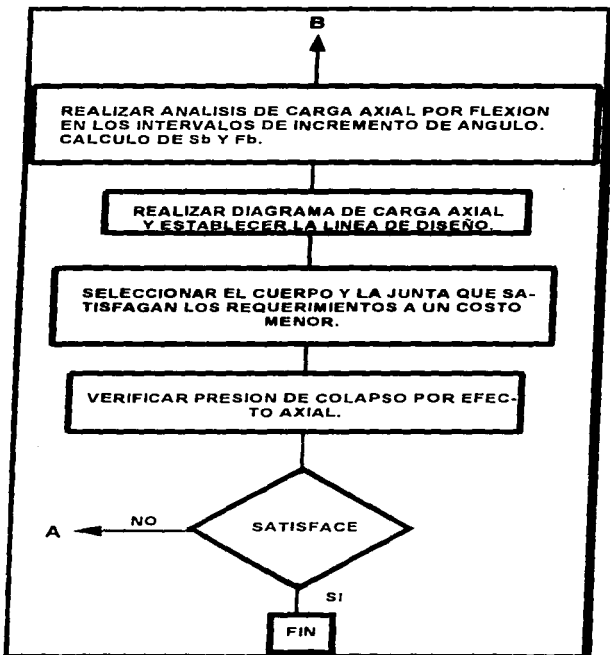 B
REALIZAR ANALISIS DE CARGA AXIAL POR FLEXION
EN LOS INTERVALOS DE INCREMENTO DE ANGULO.
CALCULO DE Sb Y Fb.
REALIZAR DIAGRAMA DE CARGA AXIAL
Y ESTABLECER LA LINEA DE DISEÑO.
SELECCIONAR EL CUERPO Y LA JUNTA QUE SA-
TISFAGAN LOS REQUERIMIENTOS A UN COSTO
MENOR.
VERIFICAR PRESION DE COLAPSO POR EFEC-
TO AXIAL.
A
NO
SATISFACE
SI
FIN